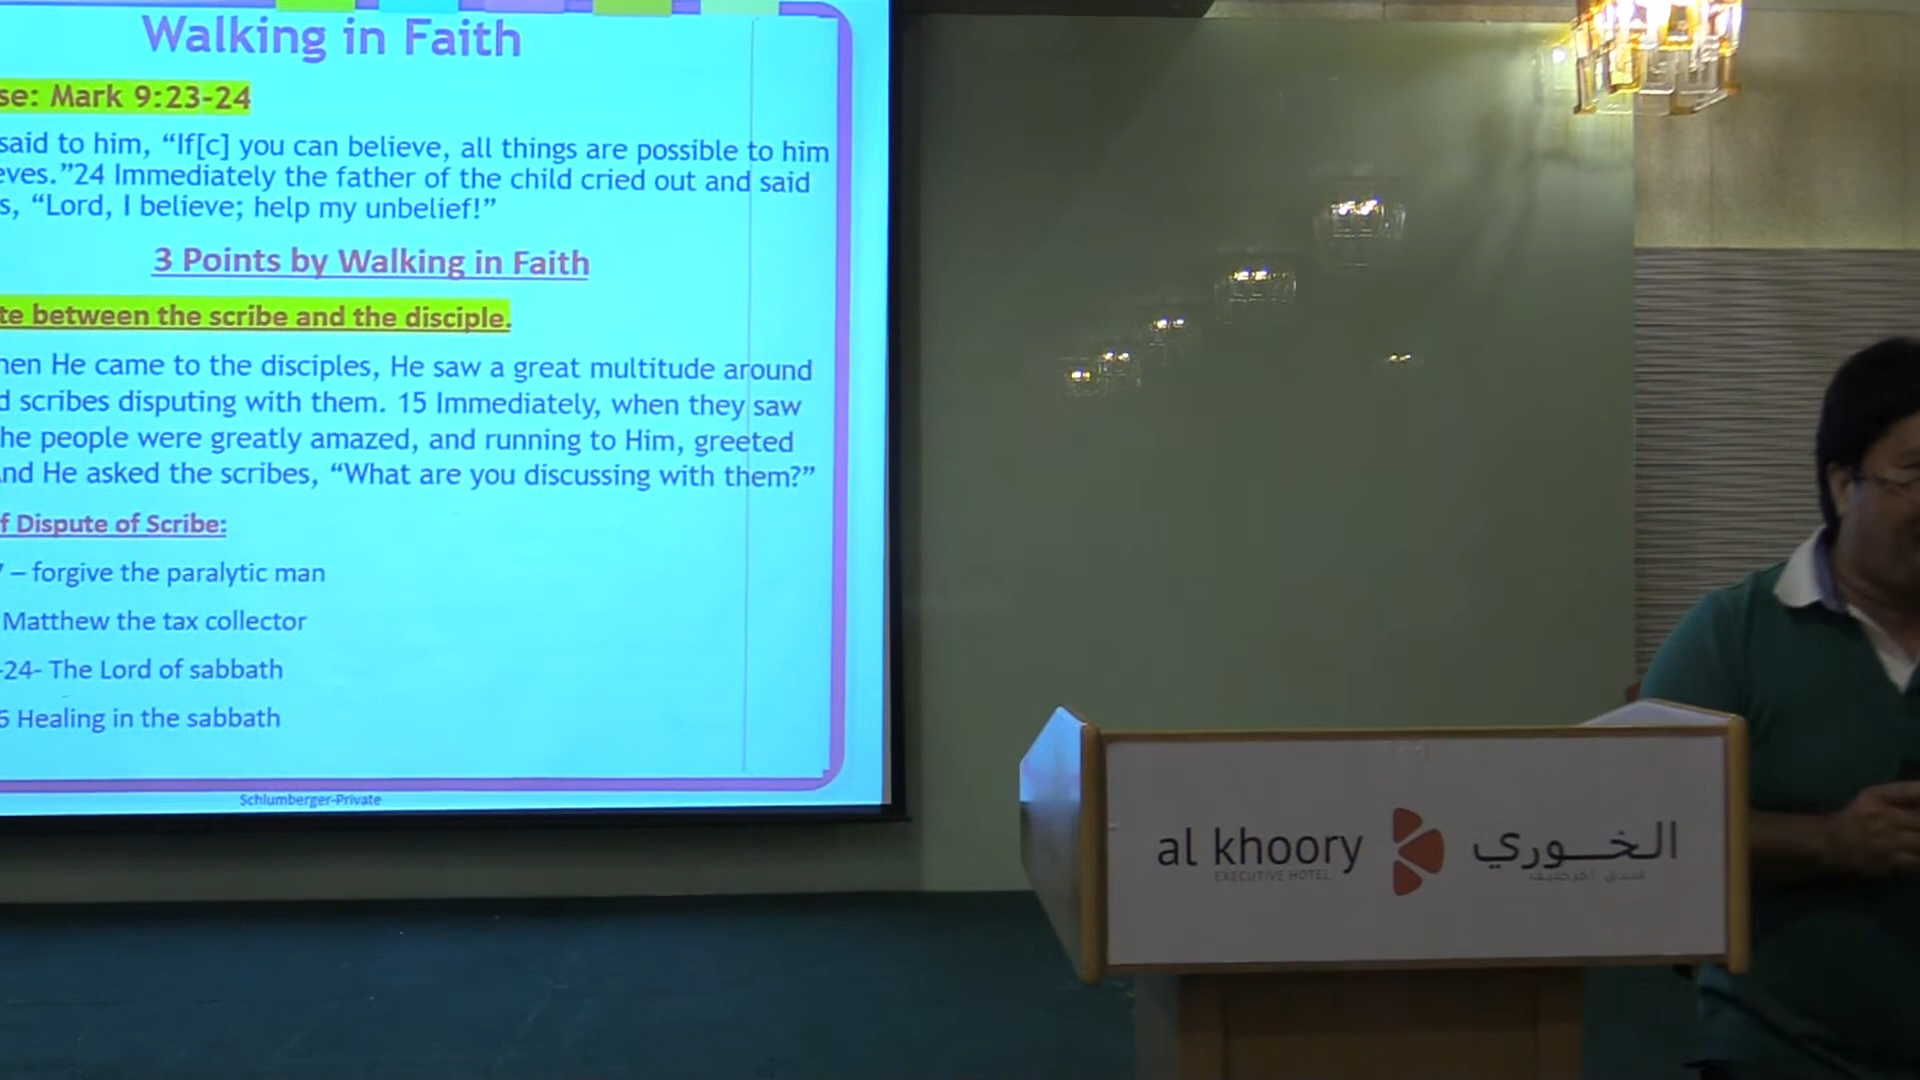 Walking in Faith
se: Mark 9:23-24
said to him, “If[c] you can believe, all things are possible to him
eves.”24 Immediately the father of the child cried out and said
s, “Lord, I believe; help my unbelief!”
3 Points by Walking in Faith
te between the scribe and the disciple.
hen He came to the disciples, He saw a great multitude around
d scribes disputing with them. 15 Immediately, when they saw
he people were greatly amazed, and running to Him, greeted
nd He asked the scribes, “What are you discussing with them?”
f Dispute of Scribe:
7 – forgive the paralytic man
Matthew the tax collector
-24- The Lord of sabbath
6 Healing in the sabbath
Schlumberger-Private
al khoory الخوري
EXECUTIVE HOTEL فندق اكزكتيف